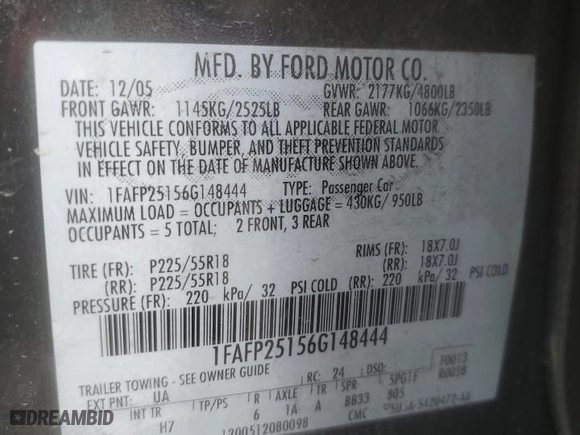 MFD. BY FORD MOTOR CO.
DATE: 12/05 GVWR: 2177KG/4800LB
FRONT GAWR: 1145KG/2525LB REAR GAWR: 1066KG/2350LB
THIS VEHICLE CONFORMS TO ALL APPLICABLE FEDERAL MOTOR
VEHICLE SAFETY, BUMPER, AND THEFT PREVENTION STANDARDS
IN EFFECT ON THE DATE OF MANUFACTURE SHOWN ABOVE.
VIN: 1FAFP25156G148444 TYPE: Passenger Car
MAXIMUM LOAD = OCCUPANTS + LUGGAGE = 430KG/950LB
OCCUPANTS = 5 TOTAL; 2 FRONT, 3 REAR
TIRE (FR): P225/55R18 RIMS (FR): 18X7.0J
(RR): P225/55R18 (RR): 18X7.0J
PRESSURE (FR): 220 kPa/ 32 PSI COLD (RR): 220 kPa/ 32 PSI COLD
1FAFP25156G148444
TRAILER TOWING - SEE OWNER GUIDE
EXT PNT: UA RC: 24 DSO: F0013
R0038
INT TR TP/PS R AXLE TR SPR
H7 6 1A A BB33 B05
200512080098
DREAMBID